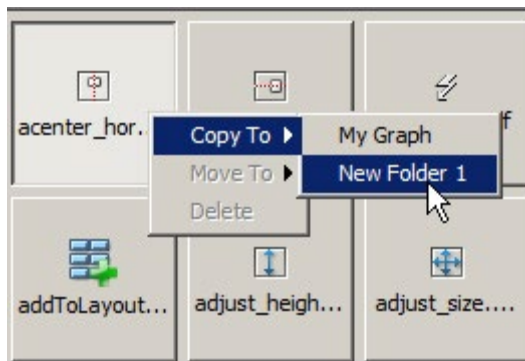 acenter_hor...
f
Copy To
My Graph
Move To
New Folder 1
Delete
addToLayout...
adjust_heigh...
adjust_size....